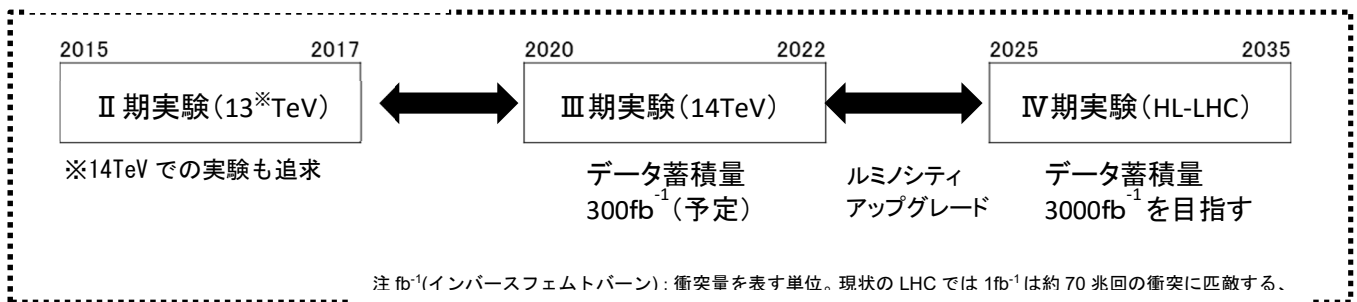 2015 2017 2020 2022 2025 2035
Ⅱ期実験(13※TeV) Ⅲ期実験(14TeV) Ⅳ期実験(HL-LHC)
※14TeV での実験も追求 データ蓄積量 ルミノシティ データ蓄積量
300fb⁻¹(予定) アップグレード 3000fb⁻¹を目指す
注 fb⁻¹(インバースフェムトバーン) : 衝突量を表す単位。現状の LHC では 1fb⁻¹ は約 70 兆回の衝突に匹敵する、